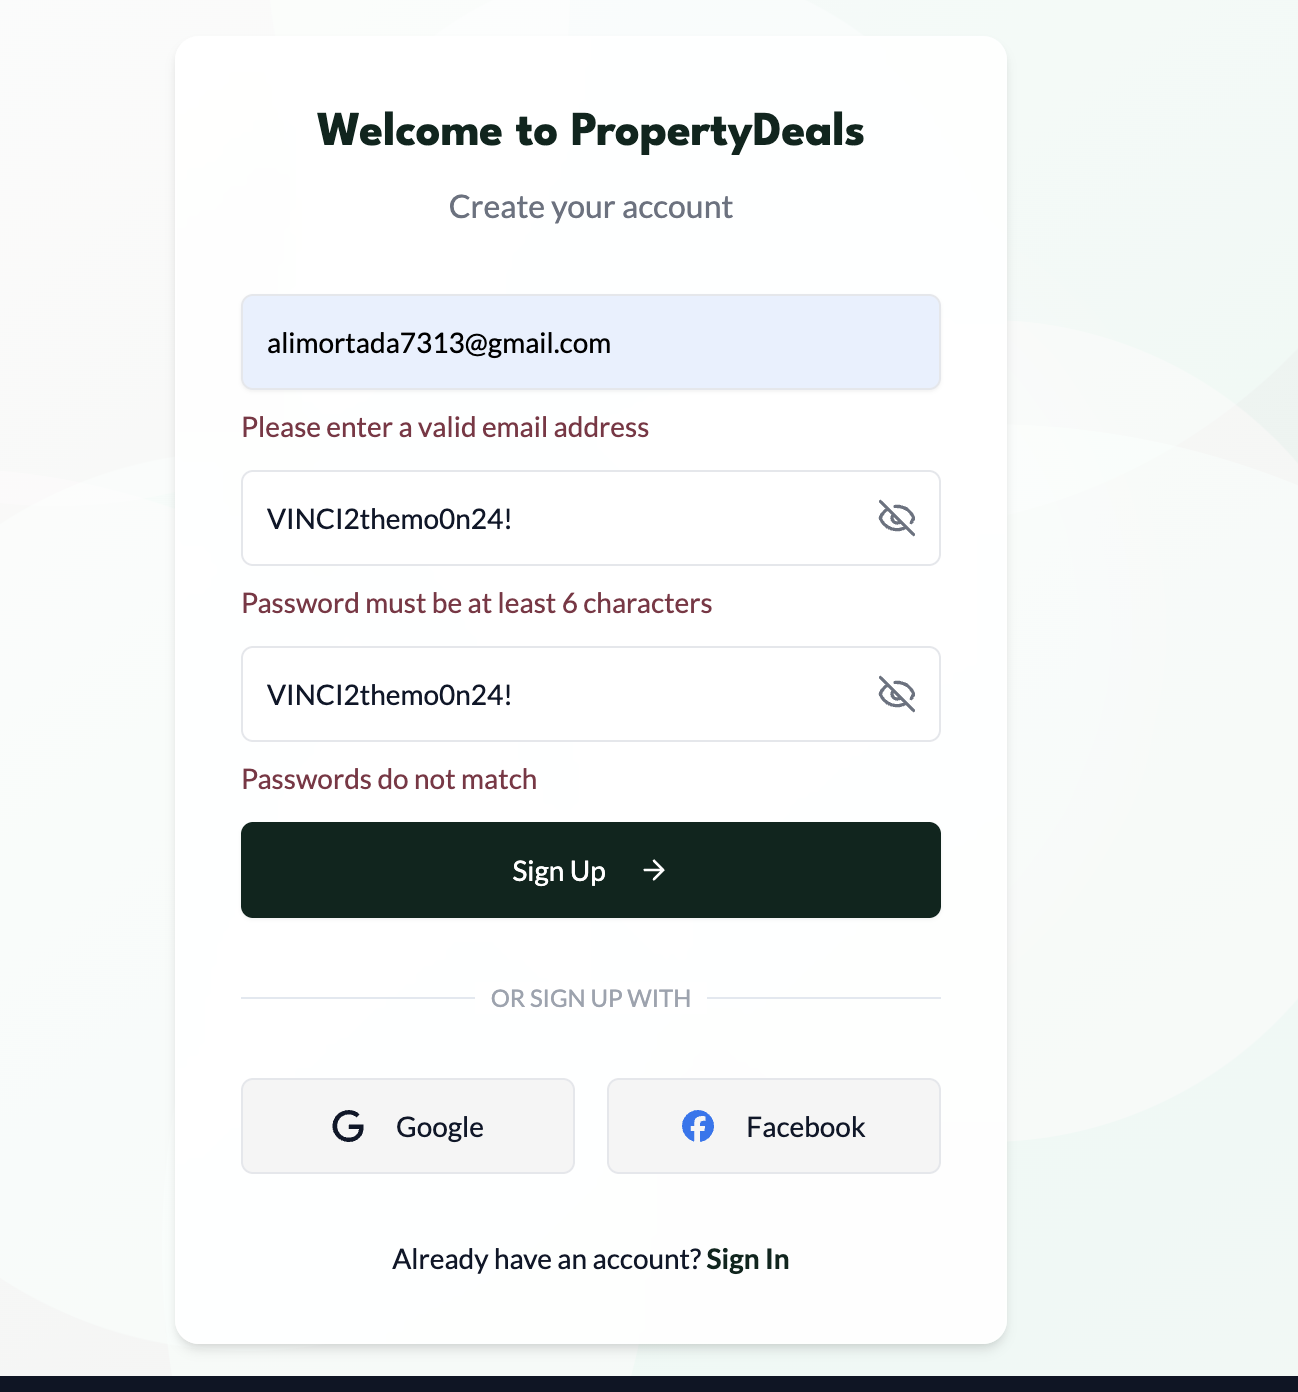 Welcome to PropertyDeals
Create your account
alimortada7313@gmail.com
Please enter a valid email address
VINCI2themo0n24!
Password must be at least 6 characters
VINCI2themo0n24!
Passwords do not match
Sign Up →
OR SIGN UP WITH
Google
Facebook
Already have an account? Sign In